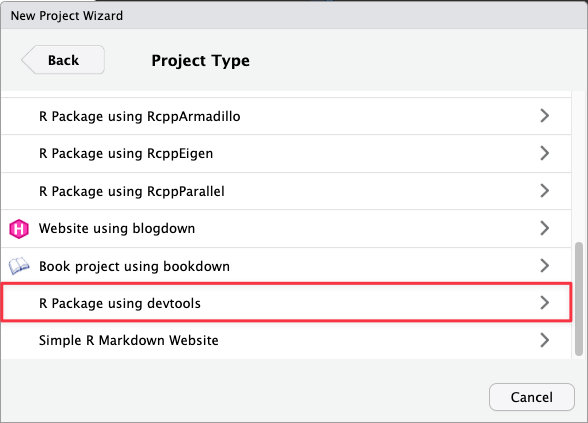 New Project Wizard
Back
Project Type
R Package using RcppArmadillo
R Package using RcppEigen
R Package using RcppParallel
H
Website using blogdown
Book project using bookdown
R Package using devtools
Simple R Markdown Website
Cancel